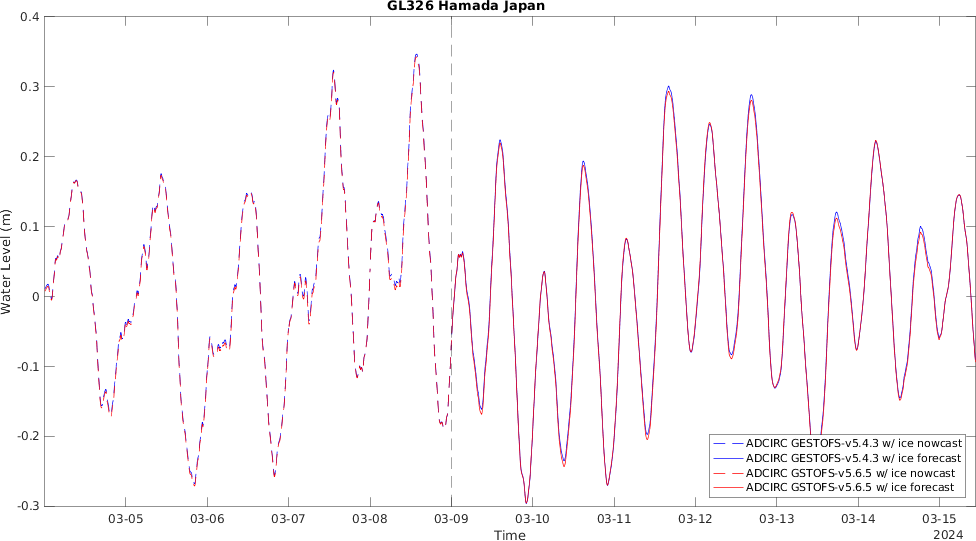 GL326 Hamada Japan
0.4
0.3
0.2
0.1
0
-0.1
-0.2
-0.3
Water Level (m)
ADCIRC GESTOFS-v5.4.3 w/ ice nowcast
ADCIRC GESTOFS-v5.4.3 w/ ice forecast
ADCIRC GSTOFS-v5.6.5 w/ ice nowcast
ADCIRC GSTOFS-v5.6.5 w/ ice forecast
03-05 03-06 03-07 03-08 03-09 03-10 03-11 03-12 03-13 03-14 03-15
Time
2024